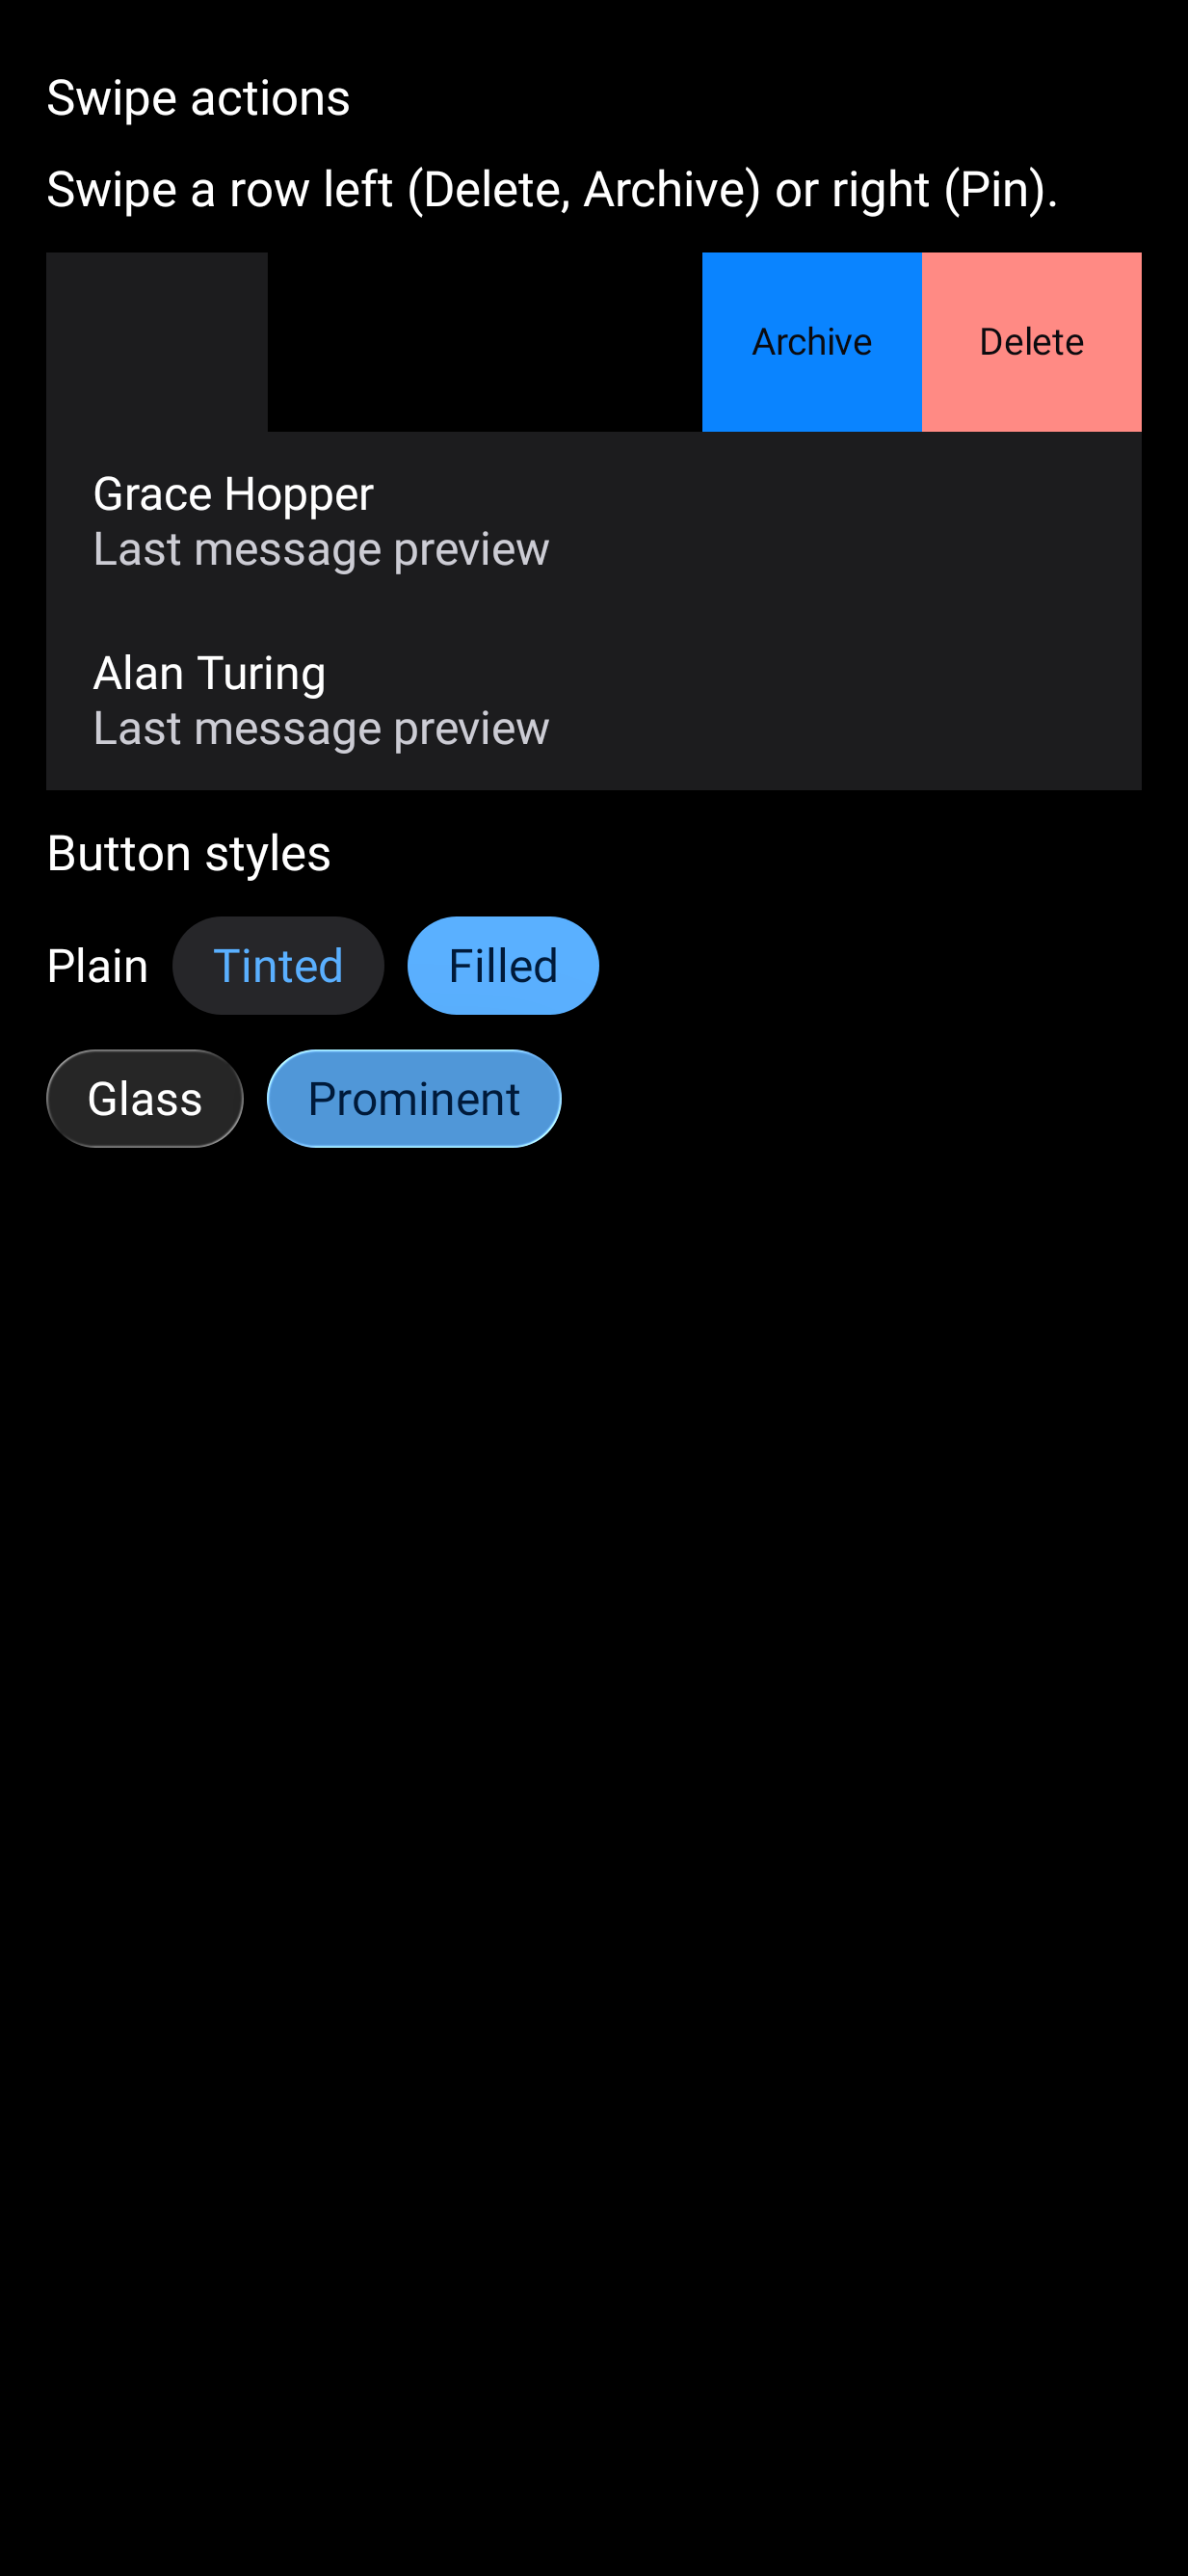 Swipe actions
Swipe a row left (Delete, Archive) or right (Pin).
Archive Delete
Grace Hopper
Last message preview
Alan Turing
Last message preview
Button styles
Plain Tinted Filled
Glass Prominent